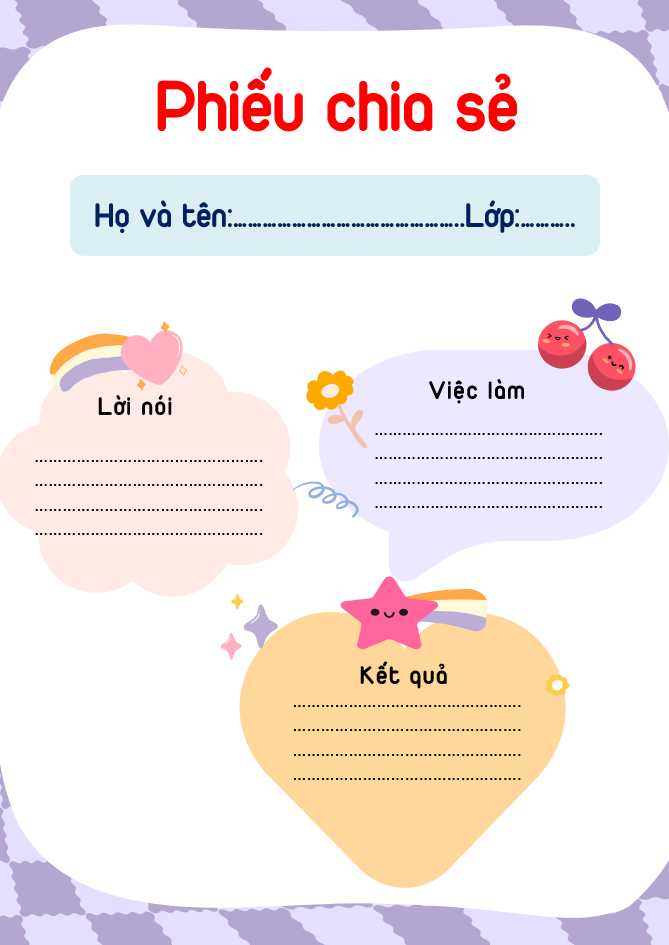 Phiếu chia sẻ
Họ và tên:................................................Lớp:...........
Lời nói
........................................................
........................................................
........................................................
........................................................
Việc làm
........................................................
........................................................
........................................................
........................................................
Kết quả
........................................................
........................................................
........................................................
........................................................